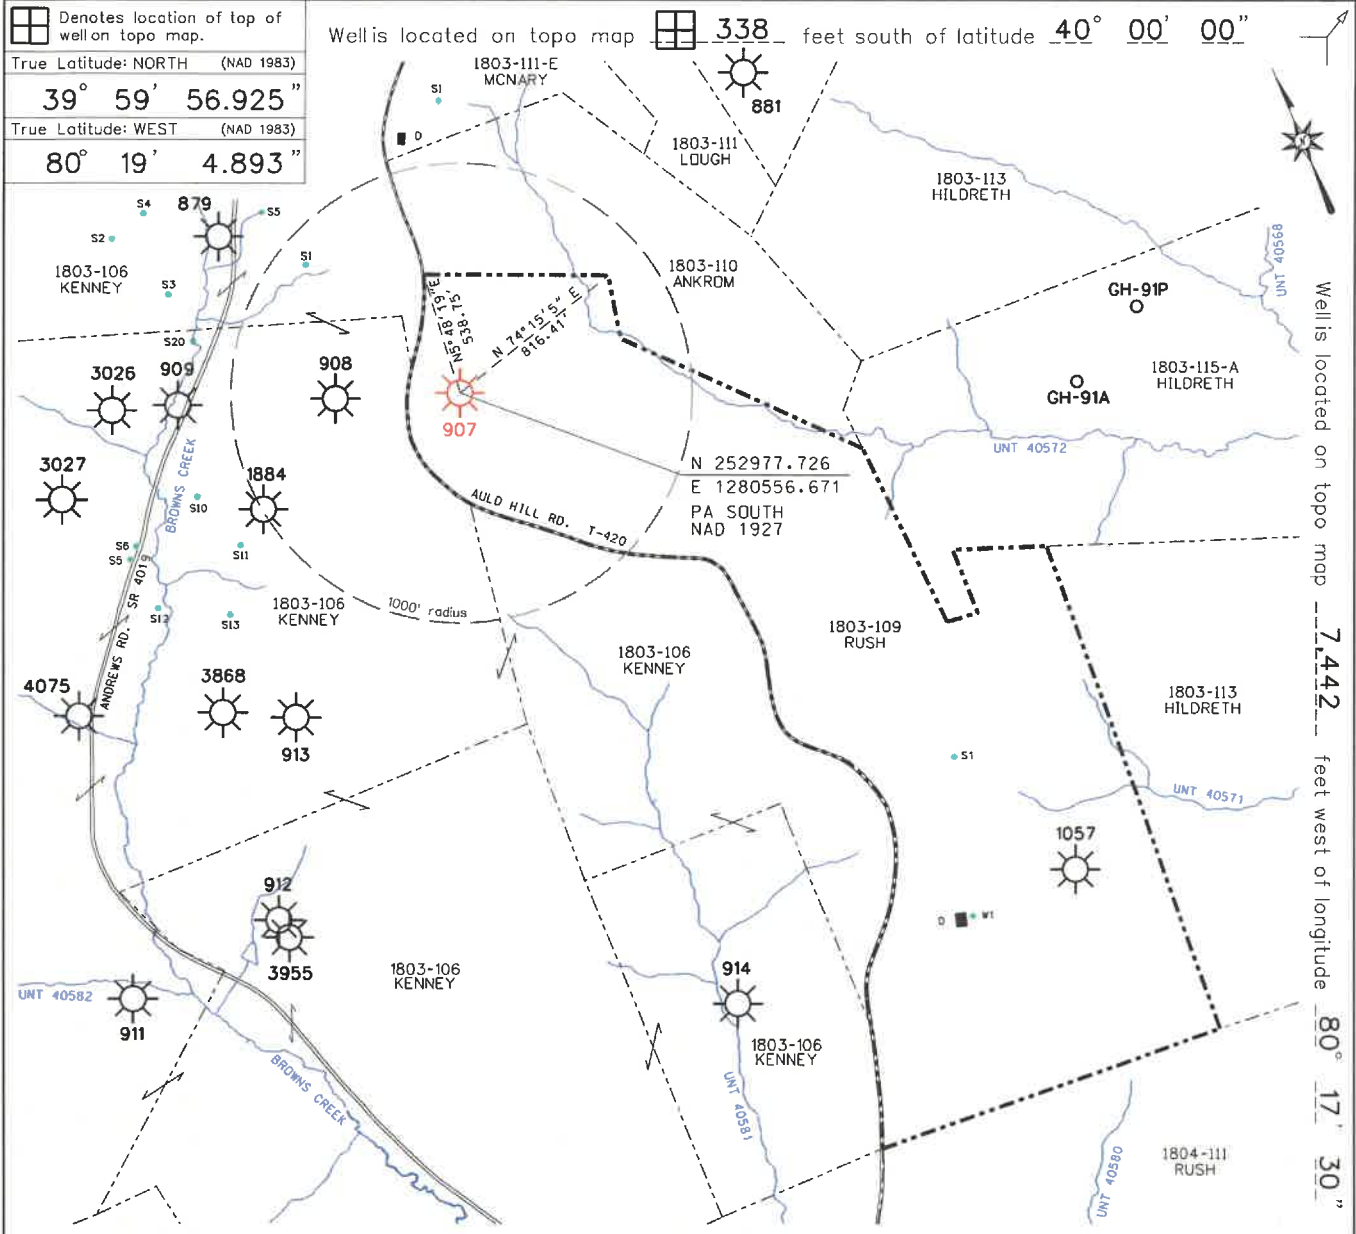 Denotes location of top of
well on topo map.
True Latitude: NORTH (NAD 1983)
39° 59' 56.925"
True Latitude: WEST (NAD 1983)
80° 19' 4.893"
Well is located on topo map 338 feet south of latitude 40° 00' 00"
Well is located on topo map 7,442 feet west of longitude 80° 17' 30"
1803-111-E
MCNARY
S1
D
881
1803-111
LOUGH
1803-113
HILDRETH
N
S4
879
S5
S2
1803-106
KENNEY
S3
S1
S20
1803-110
ANKROM
UNT 40568
GH-91P
N5° 48' 19" E
538.75'
N 74° 15' 5" E
816.41'
3026
909
908
907
1803-115-A
HILDRETH
GH-91A
UNT 40572
3027
BROWNS CREEK
1884
S10
N 252977.726
E 1280556.671
PA SOUTH
NAD 1927
AULD HILL RD. T-420
S6
S5
S11
S12
S13
1803-106
KENNEY
1000' radius
ANDREWS RD. SR 4019
1803-106
KENNEY
1803-109
RUSH
4075
3868
913
1803-113
HILDRETH
S1
UNT 40571
1057
912
3955
D
W1
1803-106
KENNEY
914
UNT 40582
911
1803-106
KENNEY
BROWNS CREEK
UNT 40581
UNT 40580
1804-111
RUSH